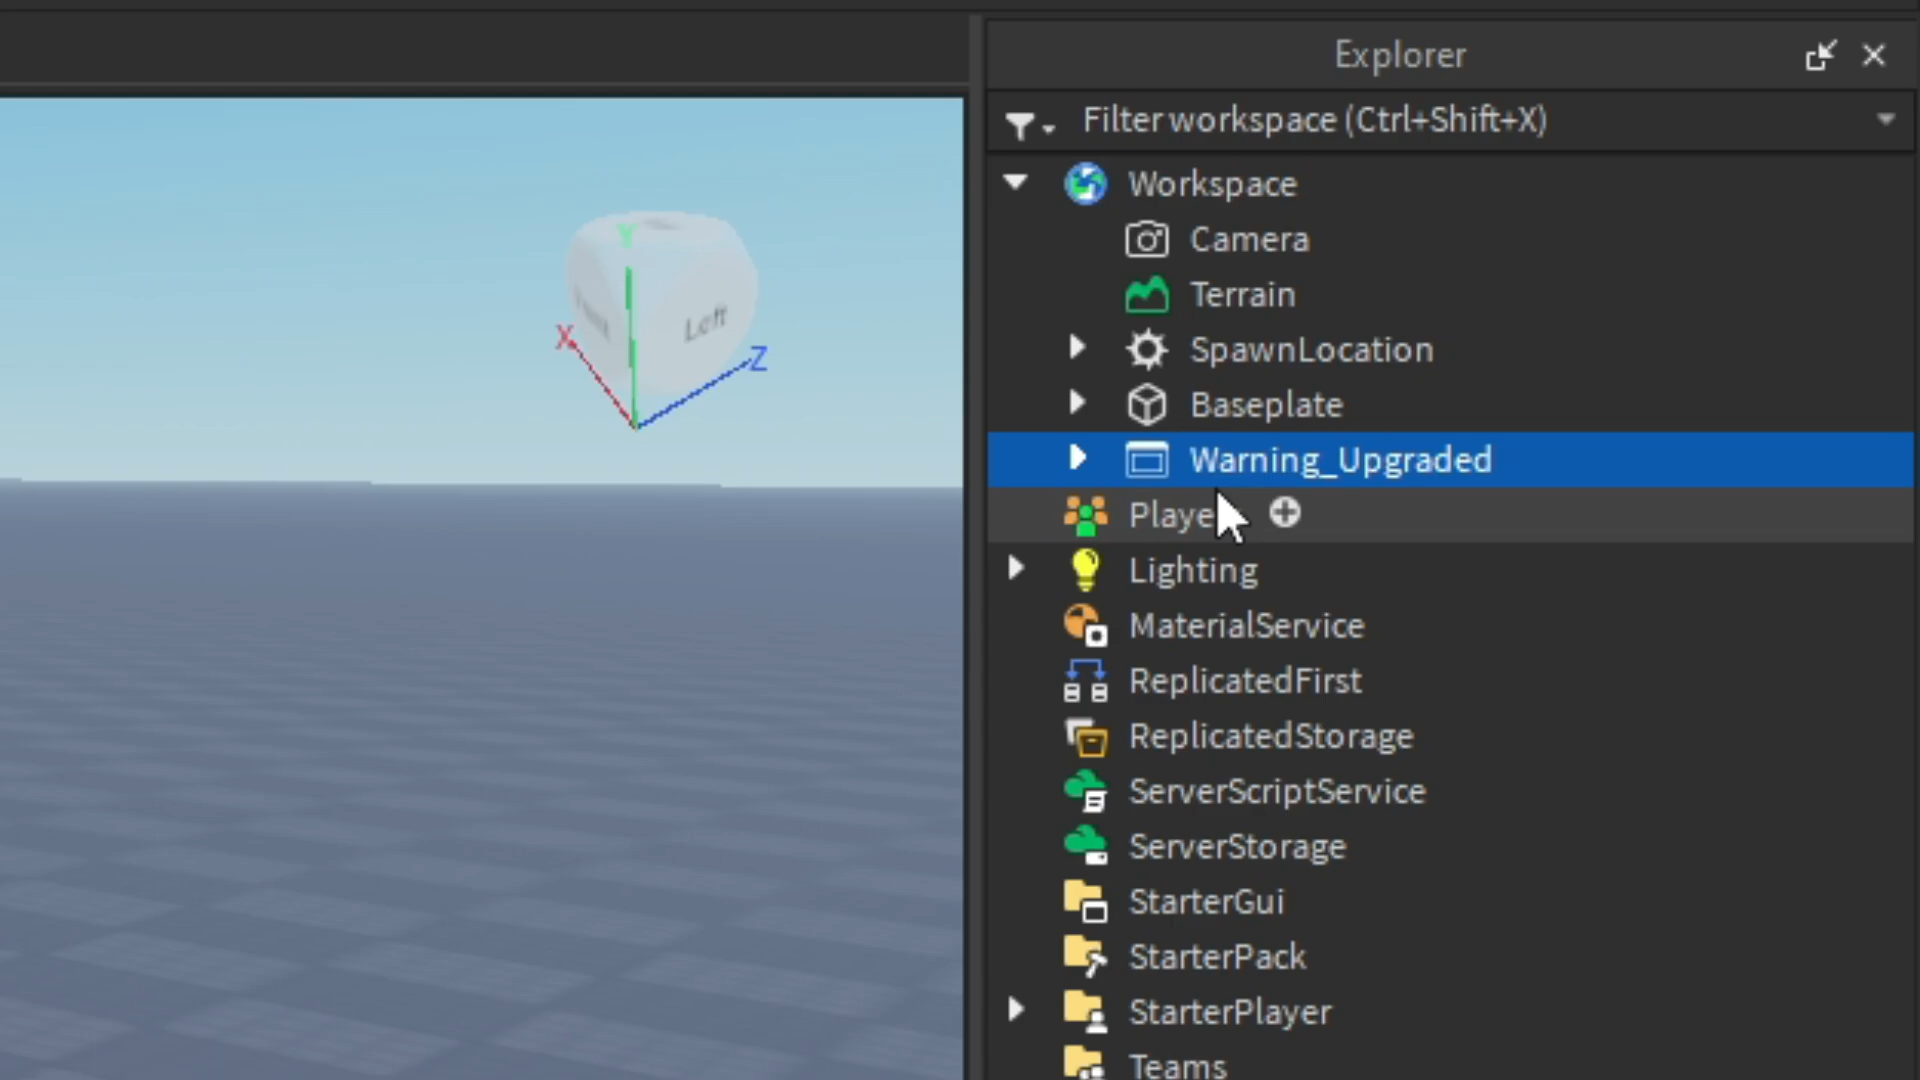 Explorer
Filter workspace (Ctrl+Shift+X)
Workspace
Camera
Terrain
SpawnLocation
Baseplate
Warning_Upgraded
Playe
Lighting
MaterialService
ReplicatedFirst
ReplicatedStorage
ServerScriptService
ServerStorage
StarterGui
StarterPack
StarterPlayer
Teams
Y
Left
X
Z